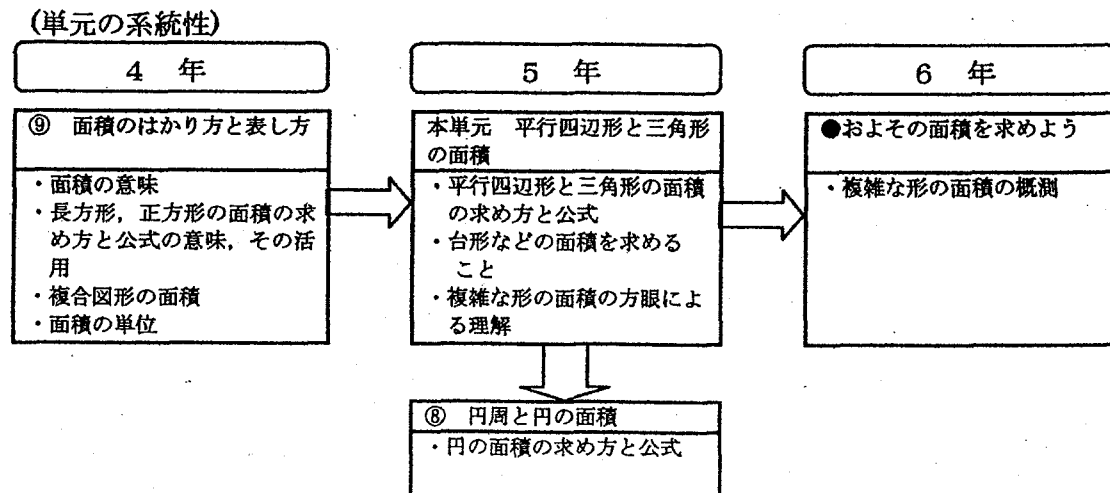 (単元の系統性)
4 年
5 年
6 年
⑨ 面積のはかり方と表し方
・面積の意味
・長方形，正方形の面積の求
め方と公式の意味，その活
用
・複合図形の面積
・面積の単位
本単元 平行四辺形と三角形
の面積
・平行四辺形と三角形の面積
の求め方と公式
・台形などの面積を求める
こと
・複雑な形の面積の方眼によ
る理解
●およその面積を求めよう
・複雑な形の面積の概測
⑧ 円周と円の面積
・円の面積の求め方と公式